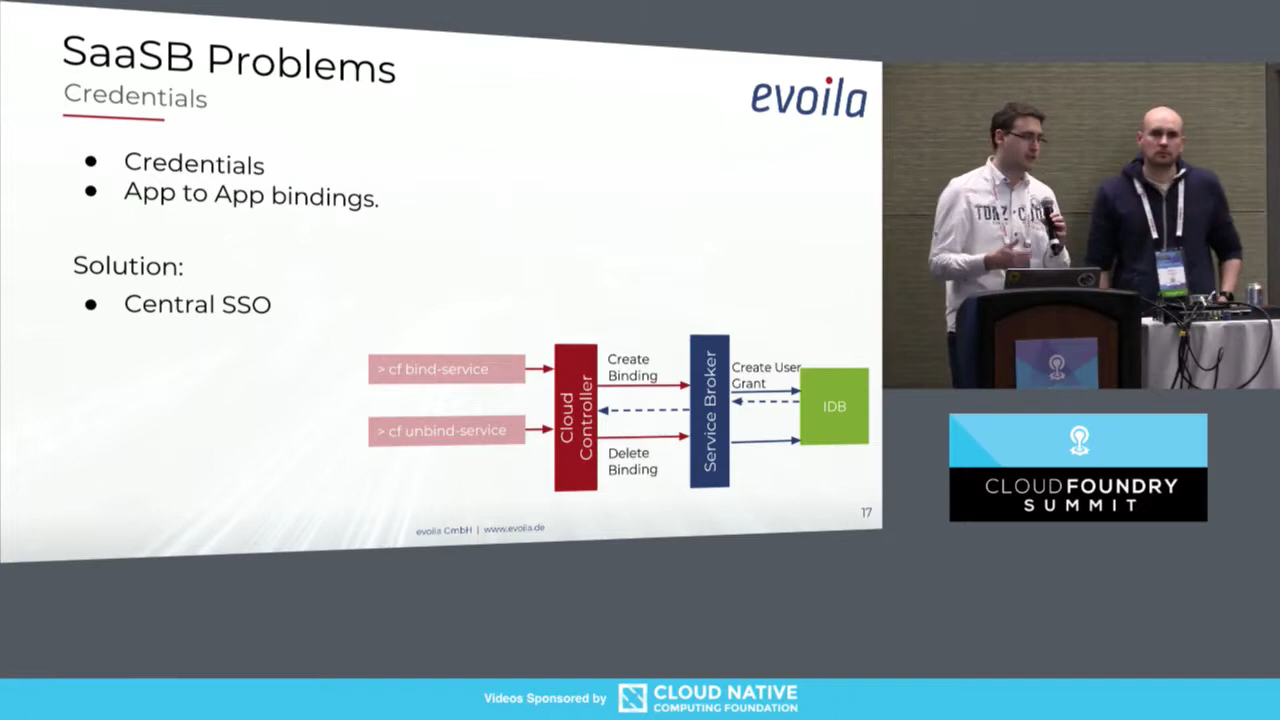 SaaSB Problems
Credentials
evoila
● Credentials
● App to App bindings.
Solution:
● Central SSO
> cf bind-service
> cf unbind-service
Cloud
Controller
Create
Binding
Delete
Binding
Service Broker
Create User
Grant
IDB
evoila GmbH | www.evoila.de
17
CLOUD FOUNDRY
SUMMIT
Videos Sponsored by
CLOUD NATIVE
COMPUTING FOUNDATION